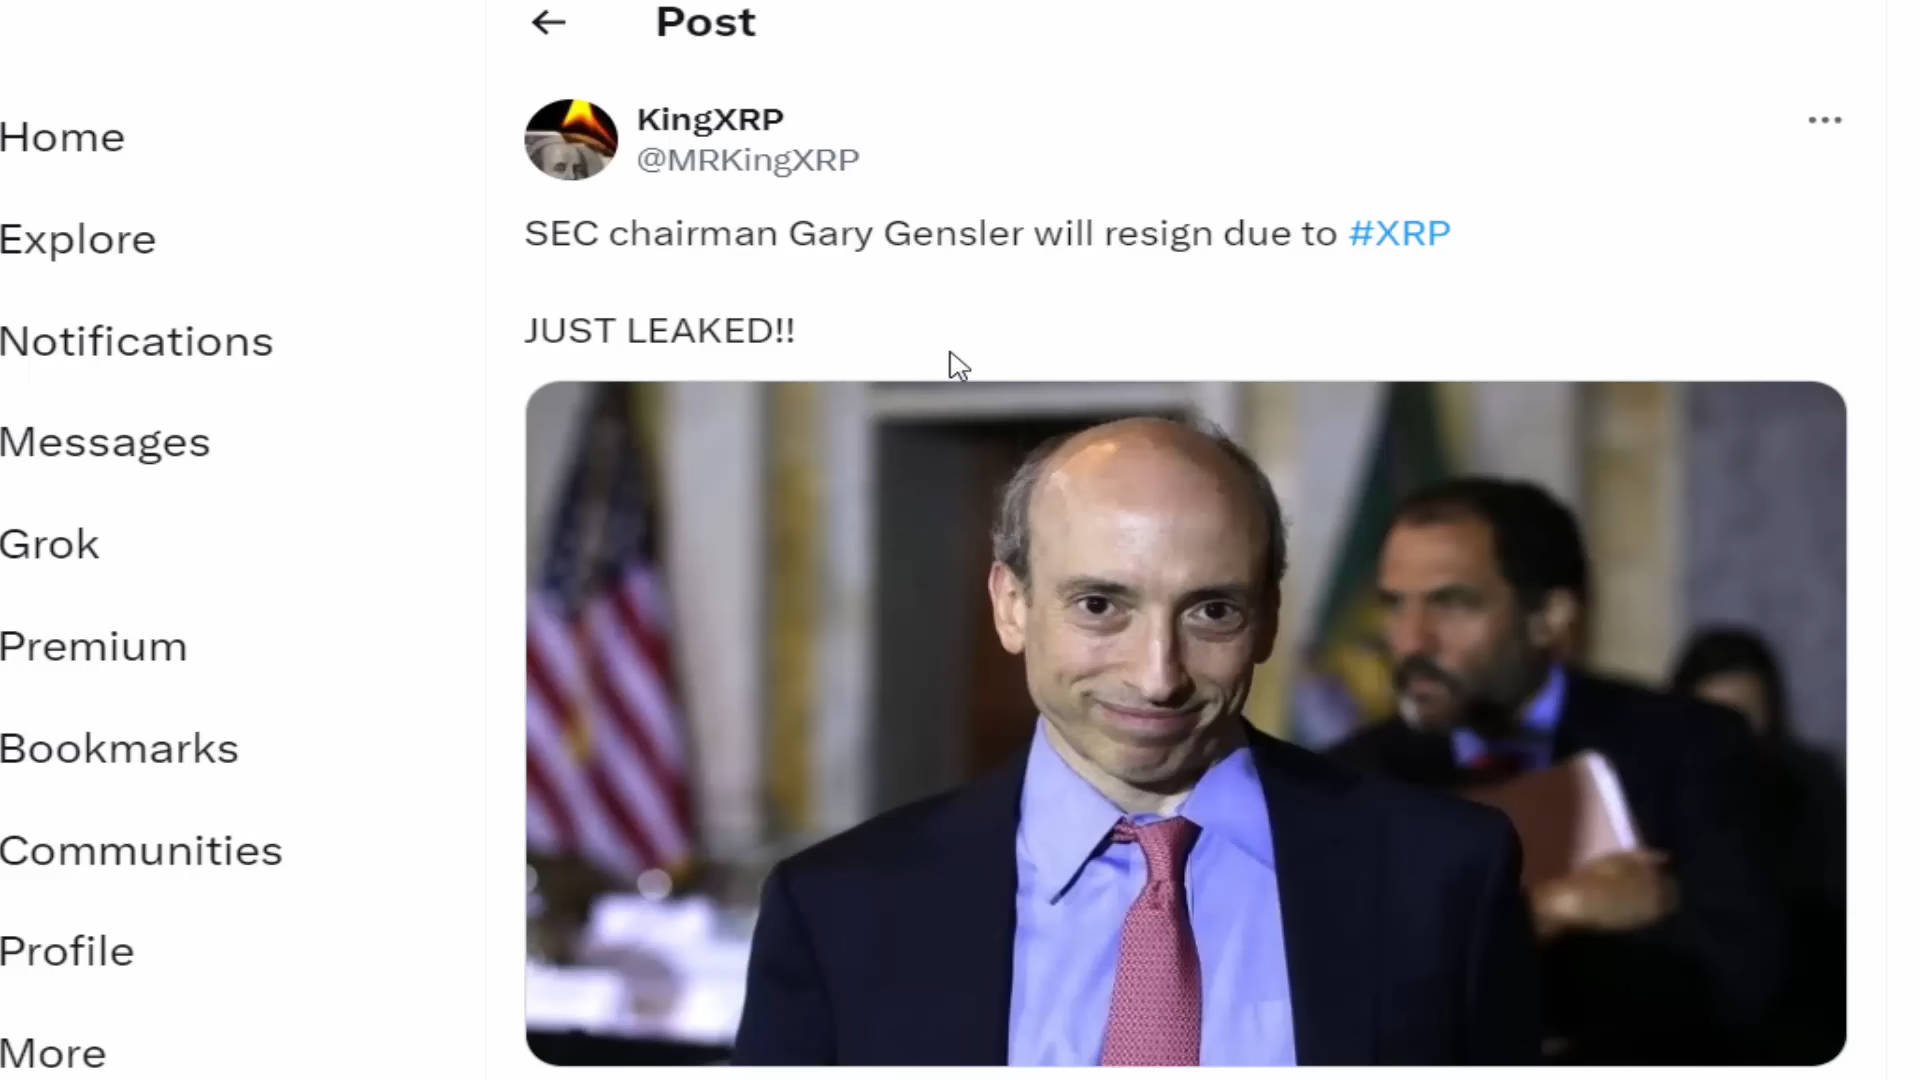 Post
KingXRP
@MRKingXRP
SEC chairman Gary Gensler will resign due to #XRP
JUST LEAKED!!
Home
Explore
Notifications
Messages
Grok
Premium
Bookmarks
Communities
Profile
More